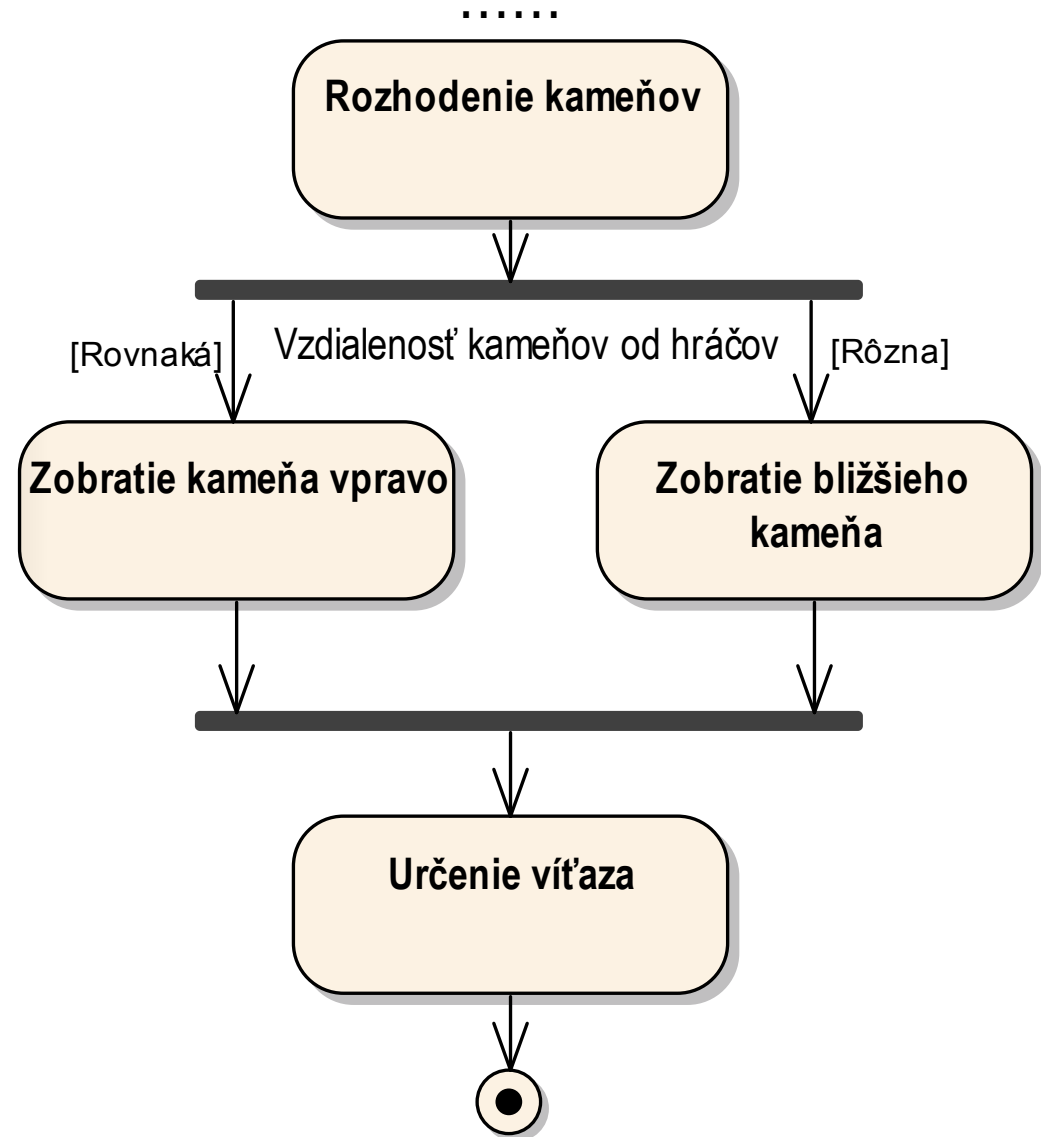 ......
Rozhodenie kameňov
[Rovnaká]
Vzdialenosť kameňov od hráčov
[Rôzna]
Zobratie kameňa vpravo
Zobratie bližšieho
kameňa
Určenie víťaza